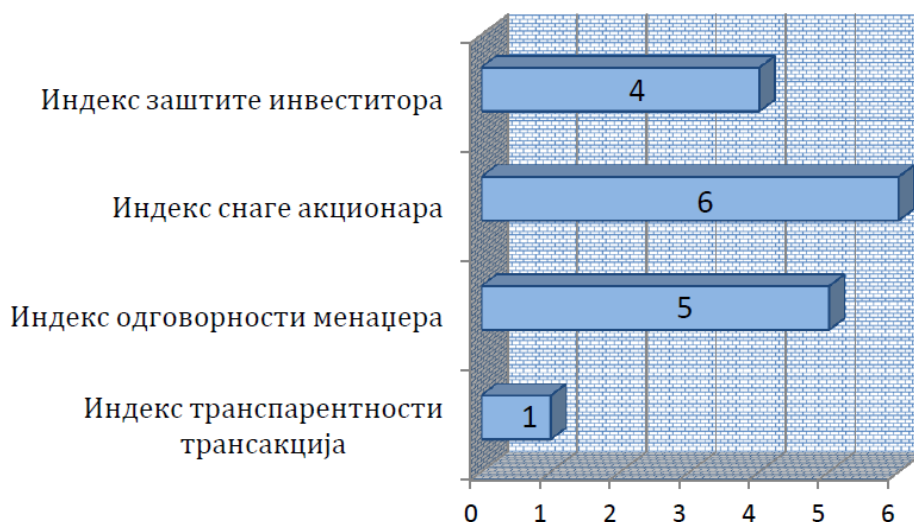 Индекс заштите инвеститора
4
Индекс снаге акционара
6
Индекс одговорности менаџера
5
Индекс транспарентности
трансакција
1
0 1 2 3 4 5 6